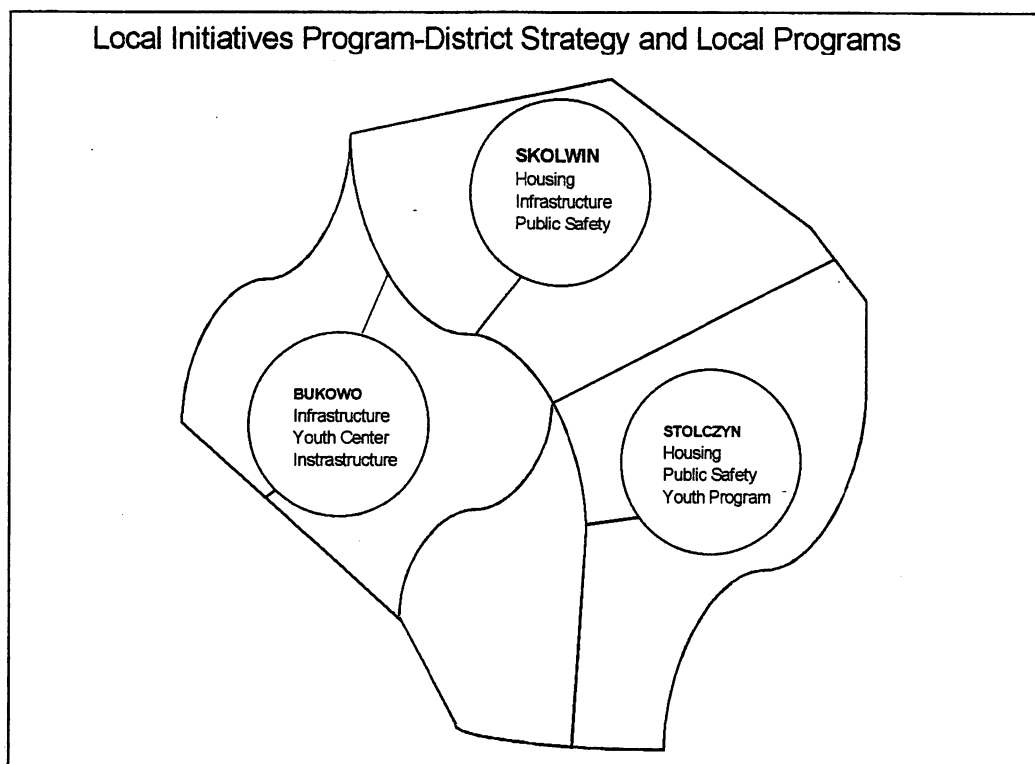 Local Initiatives Program-District Strategy and Local Programs
SKOLWIN
Housing
Infrastructure
Public Safety
BUKOWO
Infrastructure
Youth Center
Instrastructure
STOLCZYN
Housing
Public Safety
Youth Program